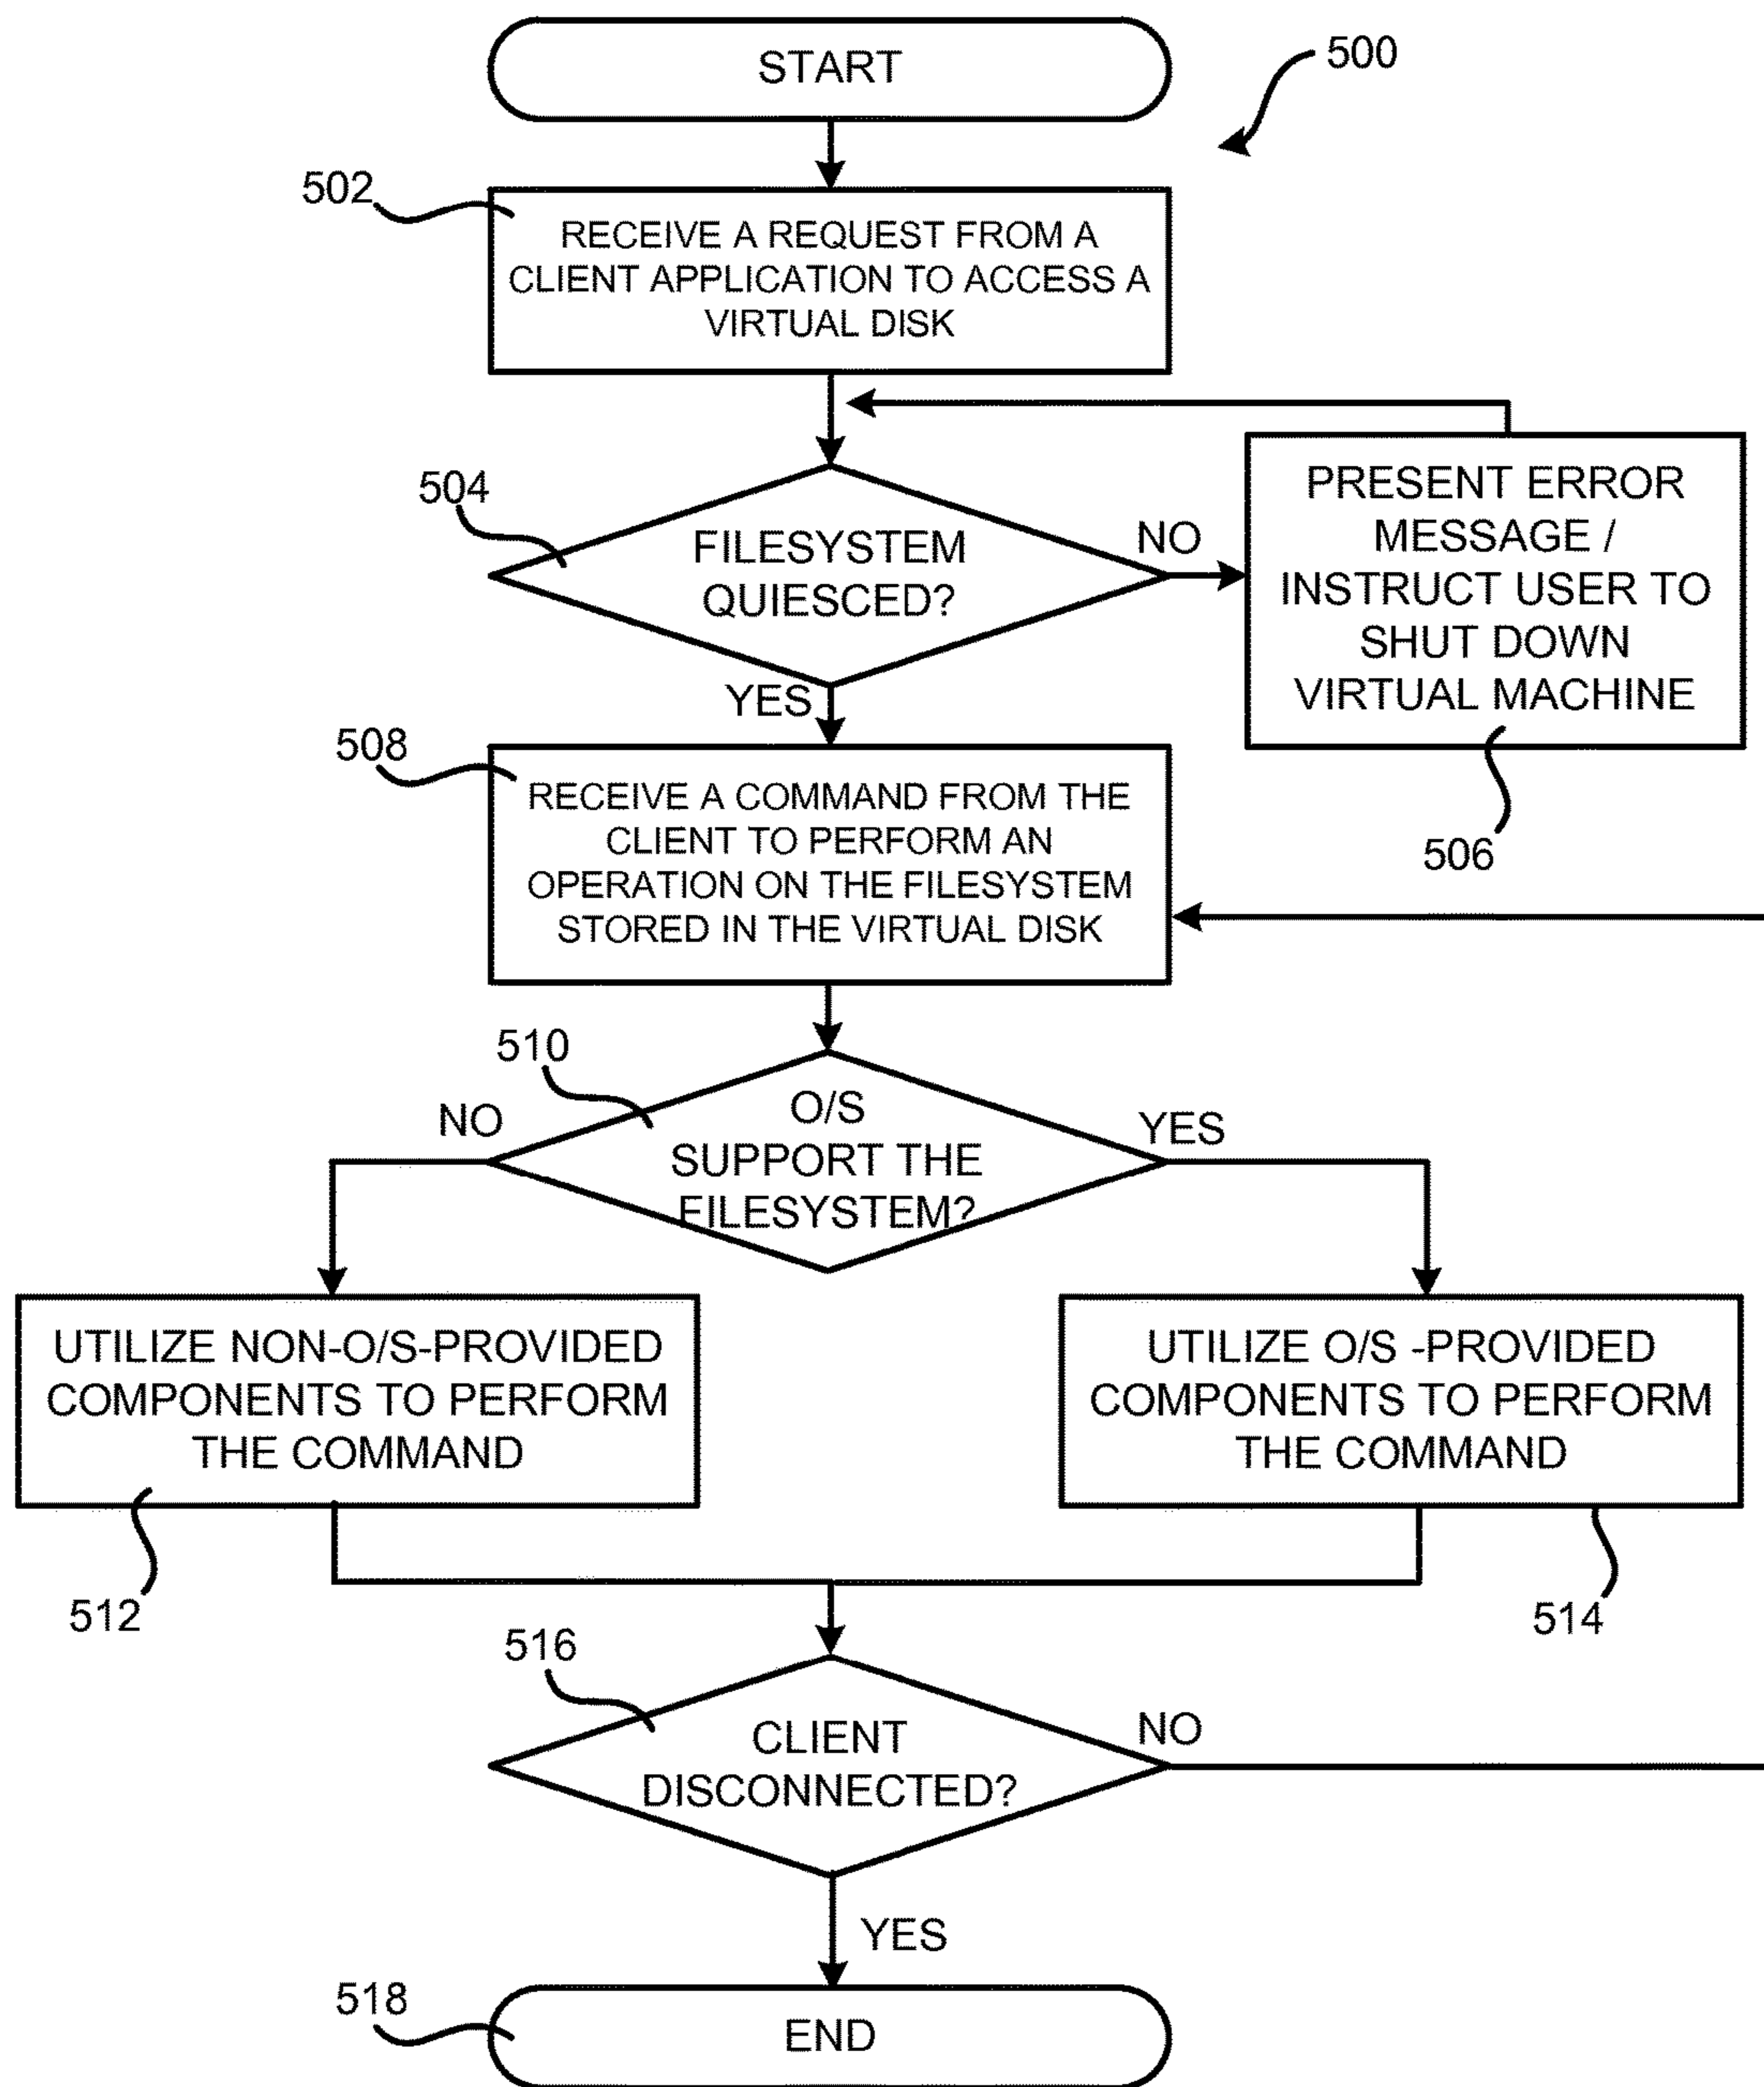 START
500
502
RECEIVE A REQUEST FROM A
CLIENT APPLICATION TO ACCESS A
VIRTUAL DISK
504
FILESYSTEM
QUIESCED?
NO
PRESENT ERROR
MESSAGE /
INSTRUCT USER TO
SHUT DOWN
VIRTUAL MACHINE
506
YES
508
RECEIVE A COMMAND FROM THE
CLIENT TO PERFORM AN
OPERATION ON THE FILESYSTEM
STORED IN THE VIRTUAL DISK
510
NO
O/S
SUPPORT THE
FILESYSTEM?
YES
UTILIZE NON-O/S-PROVIDED
COMPONENTS TO PERFORM
THE COMMAND
512
UTILIZE O/S -PROVIDED
COMPONENTS TO PERFORM
THE COMMAND
514
516
CLIENT
DISCONNECTED?
NO
YES
518
END